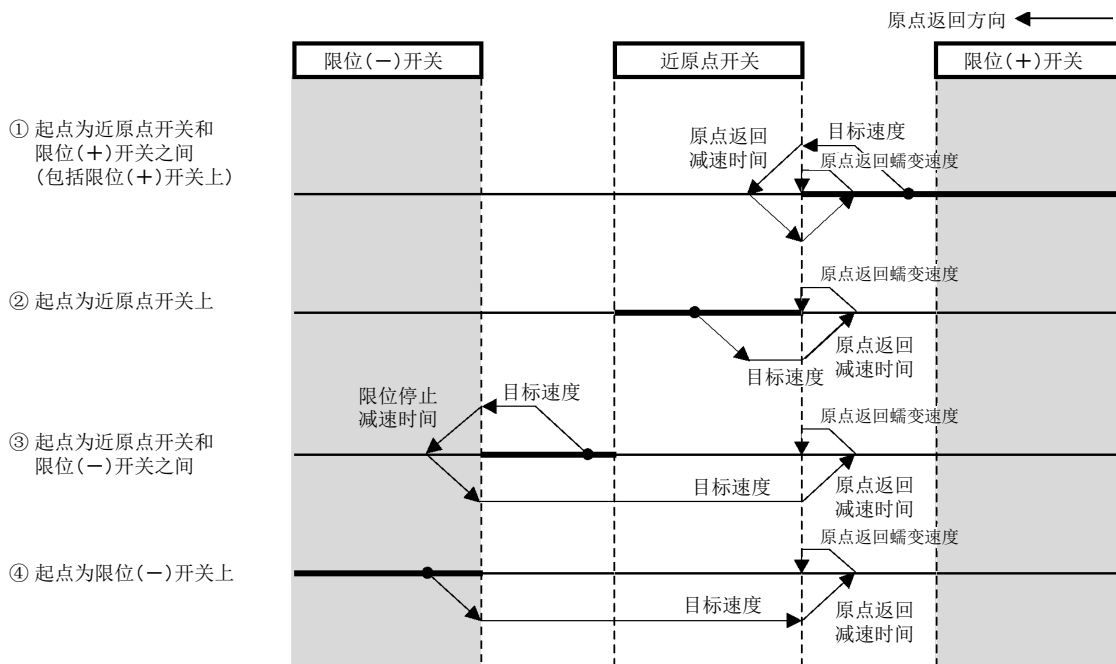 原点返回方向
限位(－)开关
近原点开关
限位(＋)开关
① 起点为近原点开关和
限位(＋)开关之间
(包括限位(＋)开关上)
原点返回
减速时间
目标速度
原点返回蠕变速度
② 起点为近原点开关上
原点返回蠕变速度
目标速度
原点返回
减速时间
③ 起点为近原点开关和
限位(－)开关之间
限位停止
减速时间
目标速度
原点返回蠕变速度
目标速度
原点返回
减速时间
④ 起点为限位(－)开关上
原点返回蠕变速度
目标速度
原点返回
减速时间